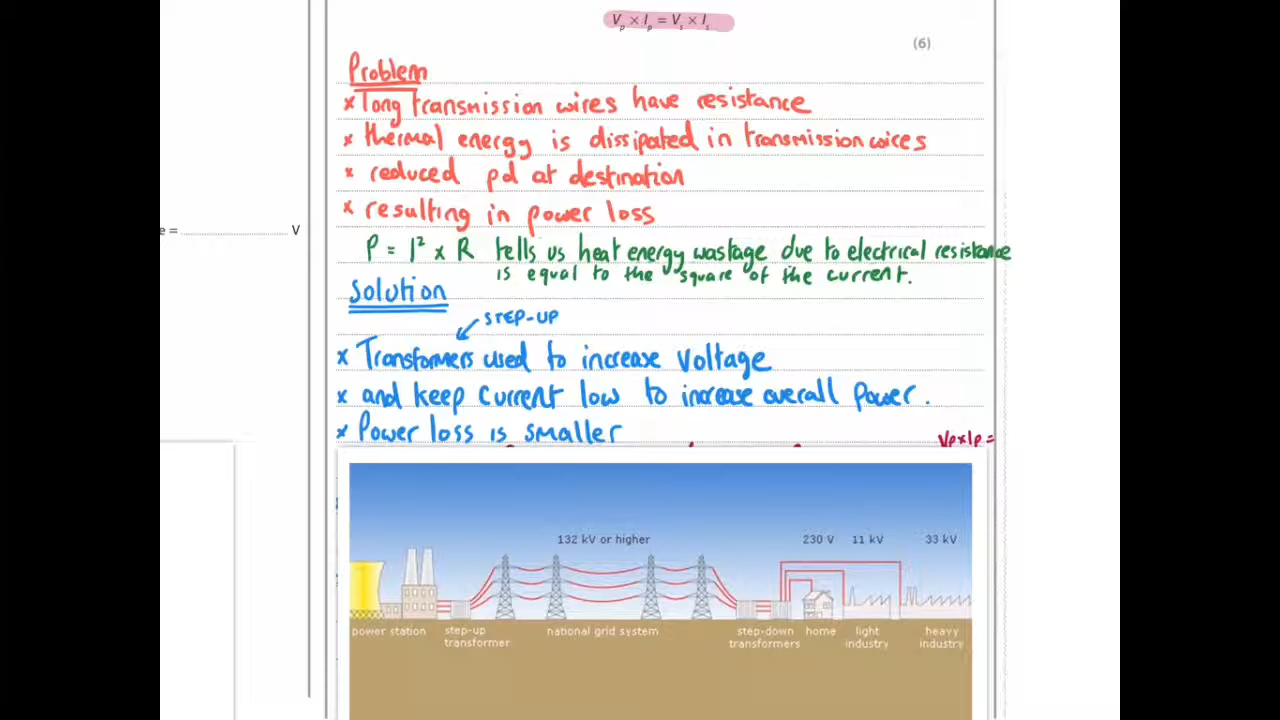 Vp × Ip = Vs × Is
(6)
Problem
× long transmission wires have resistance
× thermal energy is dissipated in transmission wires
× reduced pd at destination
× resulting in power loss
e = ........................... V
P = I² × R tells us heat energy wastage due to electrical resistance
is equal to the square of the current.
Solution
STEP-UP
× Transformers used to increase voltage
× and keep current low to increase overall power.
× Power loss is smaller
Vp×Ip=
132 kV or higher
230 V 11 kV 33 kV
power station step-up transformer national grid system step-down transformers home light industry heavy industry